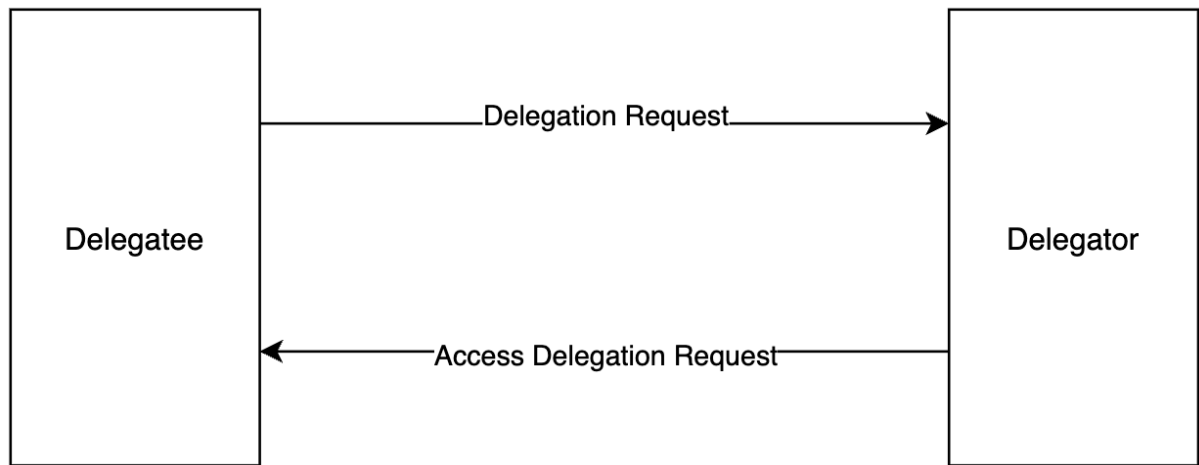 Delegation Request
Delegatee
Delegator
Access Delegation Request